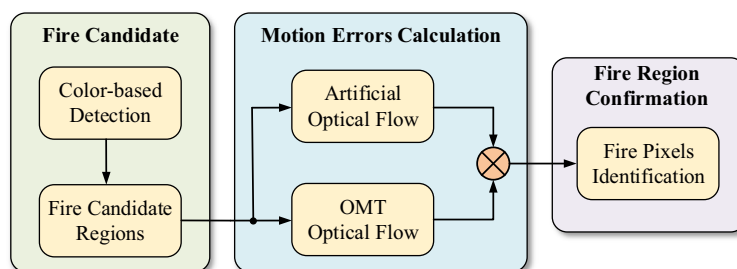 Fire Candidate
Color-based
Detection
Fire Candidate
Regions
Motion Errors Calculation
Artificial
Optical Flow
OMT
Optical Flow
Fire Region
Confirmation
Fire Pixels
Identification